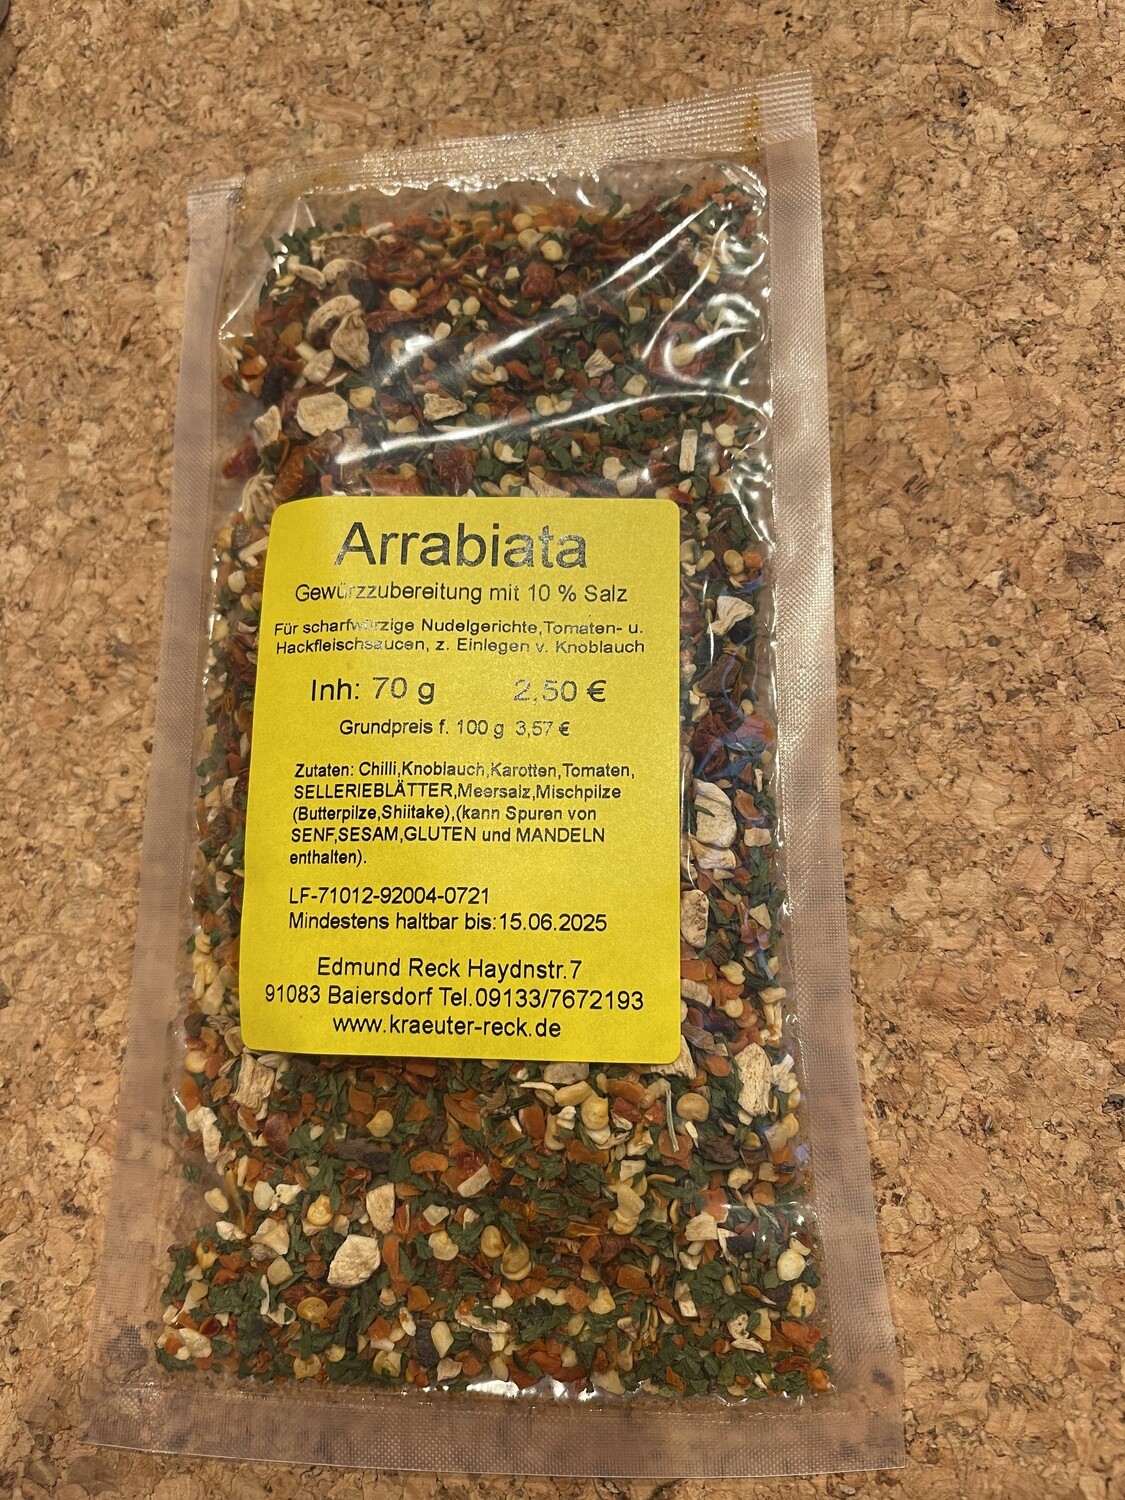 Arrabiata
Gewürzzubereitung mit 10 % Salz
Für scharfwürzige Nudelgerichte,Tomaten- u.
Hackfleischsaucen, z. Einlegen v. Knoblauch
Inh: 70 g 2,50 €
Grundpreis f. 100 g 3,57 €
Zutaten: Chilli,Knoblauch,Karotten,Tomaten,
SELLERIEBLÄTTER,Meersalz,Mischpilze
(Butterpilze,Shiitake),(kann Spuren von
SENF,SESAM,GLUTEN und MANDELN
enthalten).
LF-71012-92004-0721
Mindestens haltbar bis:15.06.2025
Edmund Reck Haydnstr.7
91083 Baiersdorf Tel.09133/7672193
www.kraeuter-reck.de